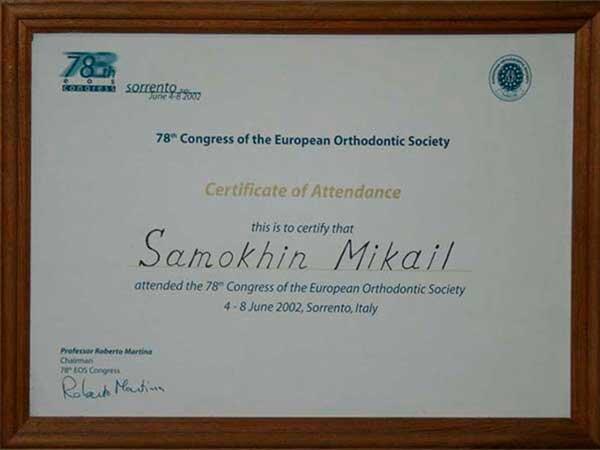 78th
eos
congress
sorrento
June 4-8 2002
78th Congress of the European Orthodontic Society
Certificate of Attendance
this is to certify that
Samokhin Mikail
attended the 78th Congress of the European Orthodontic Society
4 - 8 June 2002, Sorrento, Italy
Professor Roberto Martina
Chairman
78th EOS Congress
Roberto Martina